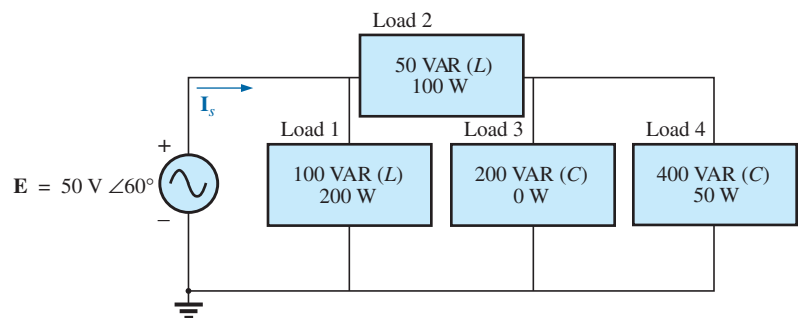 Load 2
50 VAR (L)
100 W
I_s
Load 1
Load 3
Load 4
+
E = 50 V ∠60°
–
100 VAR (L)
200 W
200 VAR (C)
0 W
400 VAR (C)
50 W